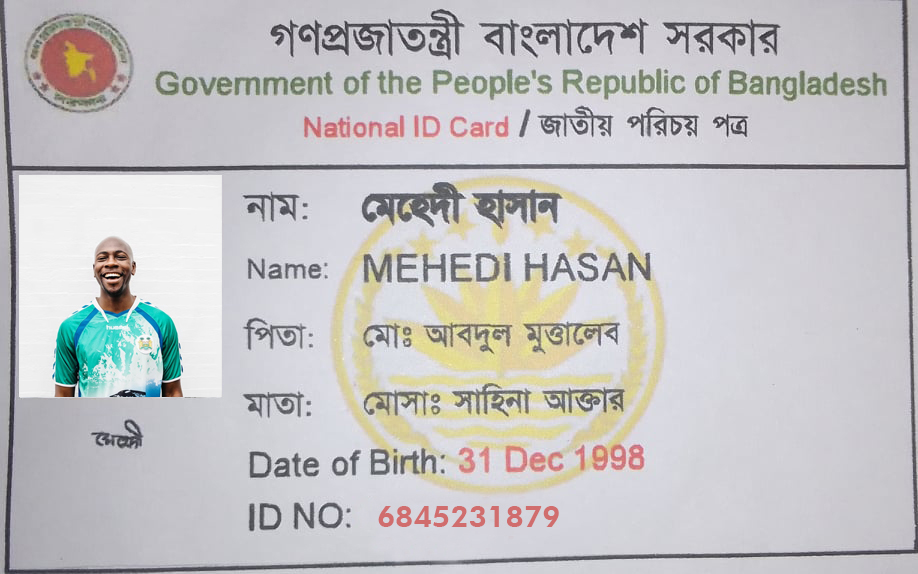 গণপ্রজাতন্ত্রী বাংলাদেশ সরকার
Government of the People's Republic of Bangladesh
National ID Card / জাতীয় পরিচয় পত্র
নাম: মেহেদী হাসান
Name: MEHEDI HASAN
পিতা: মোঃ আবদুল মুত্তালেব
মাতা: মোসাঃ সাহিনা আক্তার
মেহেদী
Date of Birth: 31 Dec 1998
ID NO: 6845231879